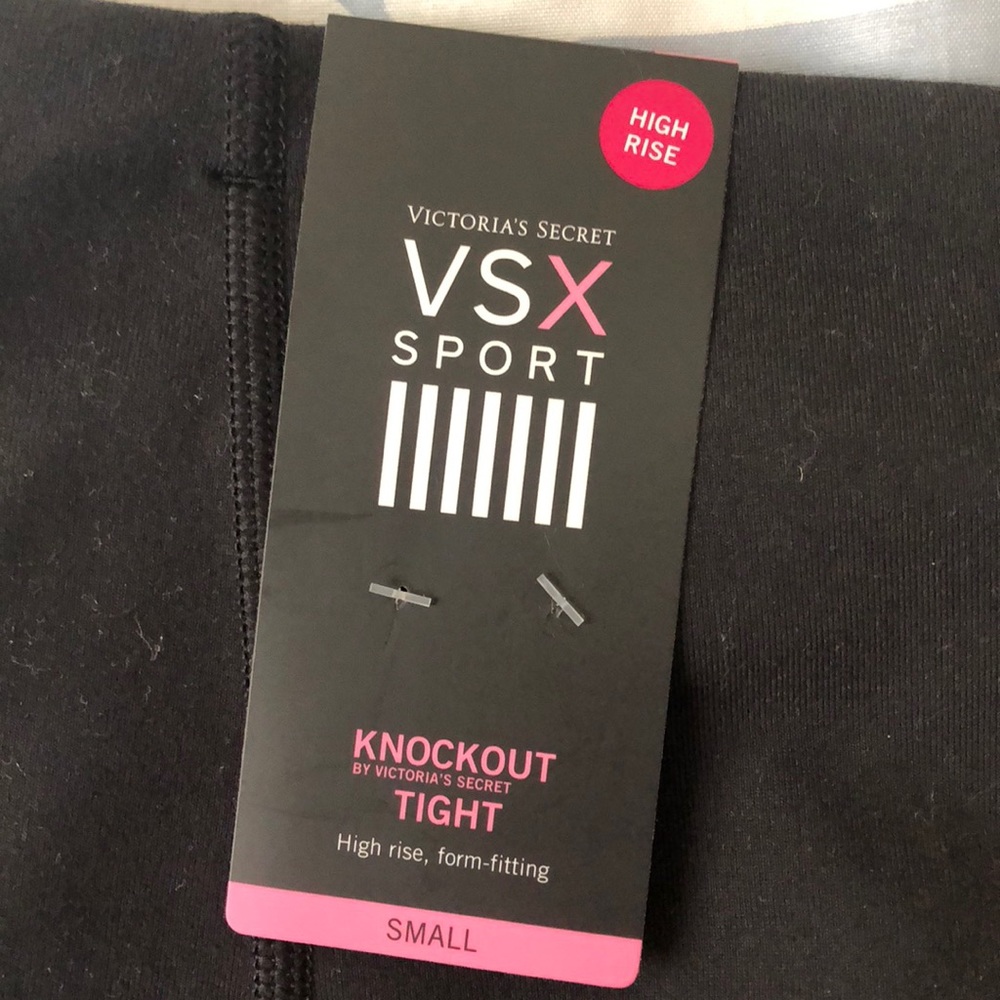 HIGH
RISE
VICTORIA'S SECRET
VSX
SPORT
KNOCKOUT
BY VICTORIA'S SECRET
TIGHT
High rise, form-fitting
SMALL